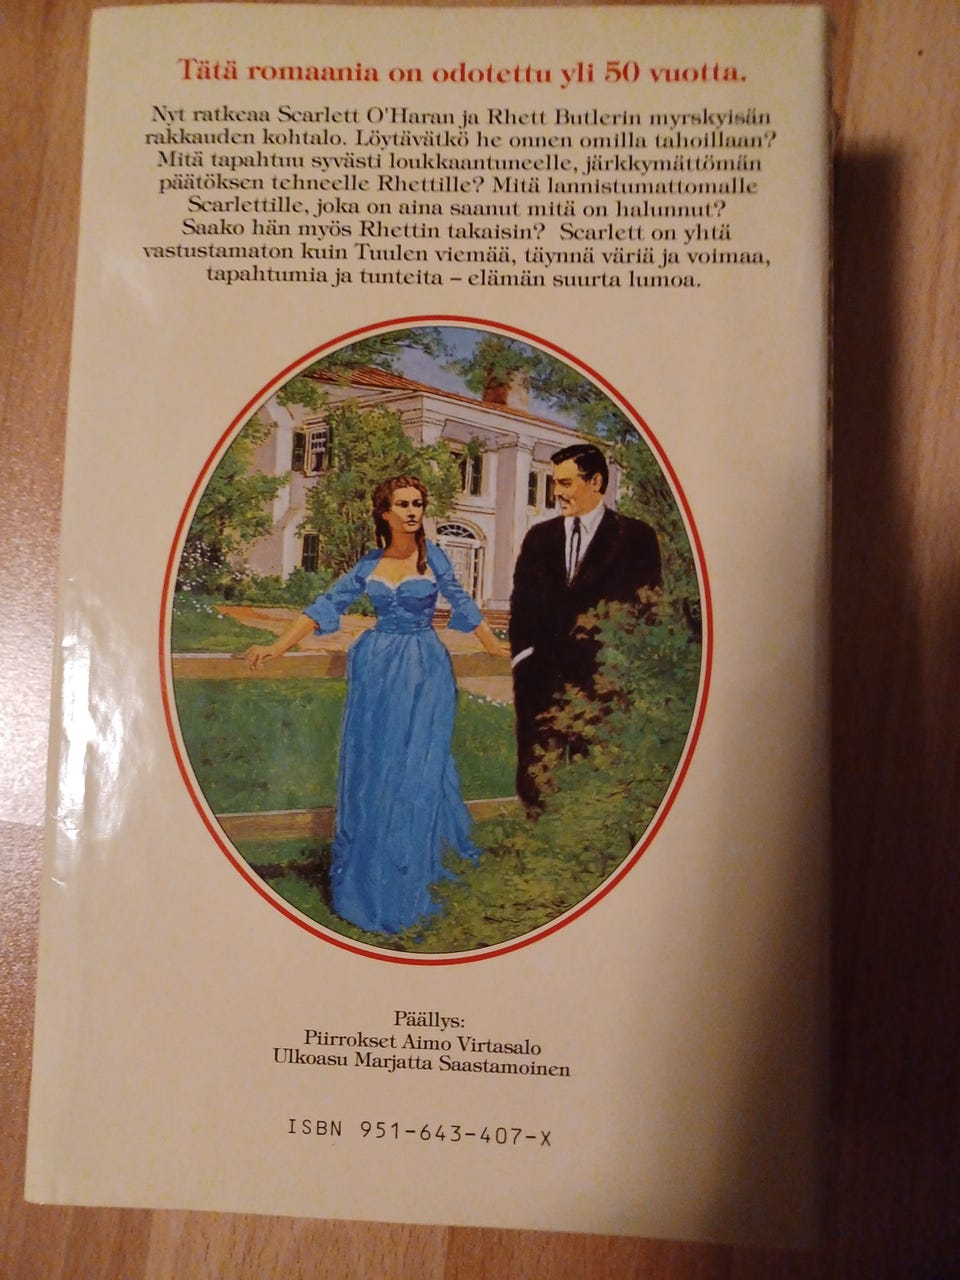 Tätä romaania on odotettu yli 50 vuotta.
Nyt ratkeaa Scarlett O'Haran ja Rhett Butlerin myrskyisän
rakkauden kohtalo. Löytävätkö he onnen omilla tahoillaan?
Mitä tapahtuu syvästi loukkaantuneelle, järkkymättömän
päätöksen tehneelle Rhettille? Mitä lannistumattomalle
Scarlettille, joka on aina saanut mitä on halunnut?
Saako hän myös Rhettin takaisin? Scarlett on yhtä
vastustamaton kuin Tuulen viemää, täynnä väriä ja voimaa,
tapahtumia ja tunteita – elämän suurta lumoa.
Päällys:
Piirrokset Aimo Virtasalo
Ulkoasu Marjatta Saastamoinen
ISBN 951-643-407-X